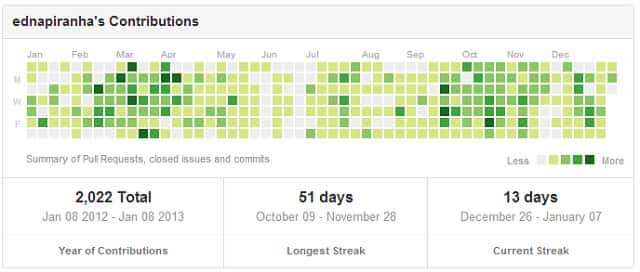 ednapiranha's Contributions
Jan Feb Mar Apr May Jun Jul Aug Sep Oct Nov Dec
M
W
F
Summary of Pull Requests, closed issues and commits
Less More
2,022 Total
Jan 08 2012 - Jan 08 2013
Year of Contributions
51 days
October 09 - November 28
Longest Streak
13 days
December 26 - January 07
Current Streak